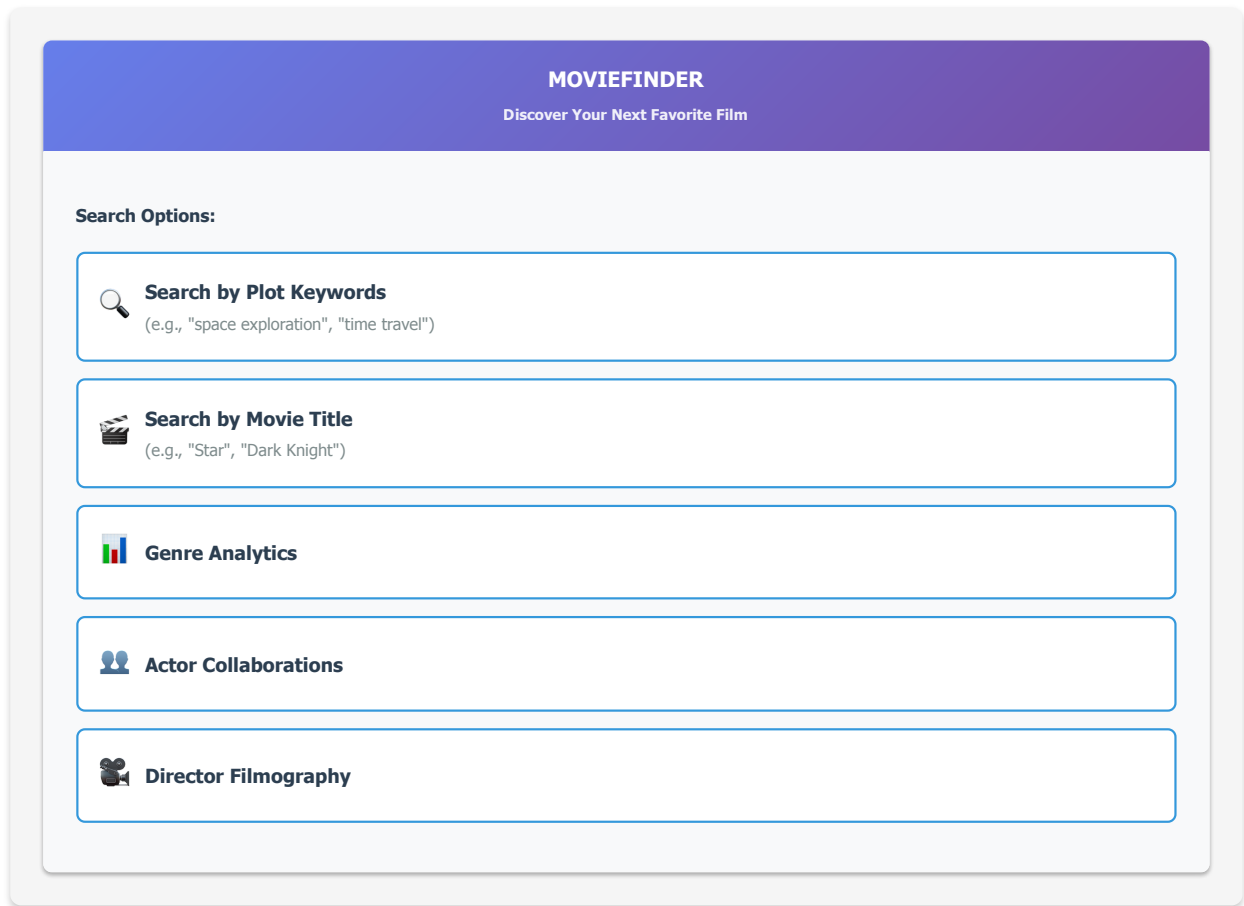 MOVIEFINDER
Discover Your Next Favorite Film
Search Options:
Search by Plot Keywords
(e.g., "space exploration", "time travel")
Search by Movie Title
(e.g., "Star", "Dark Knight")
Genre Analytics
Actor Collaborations
Director Filmography